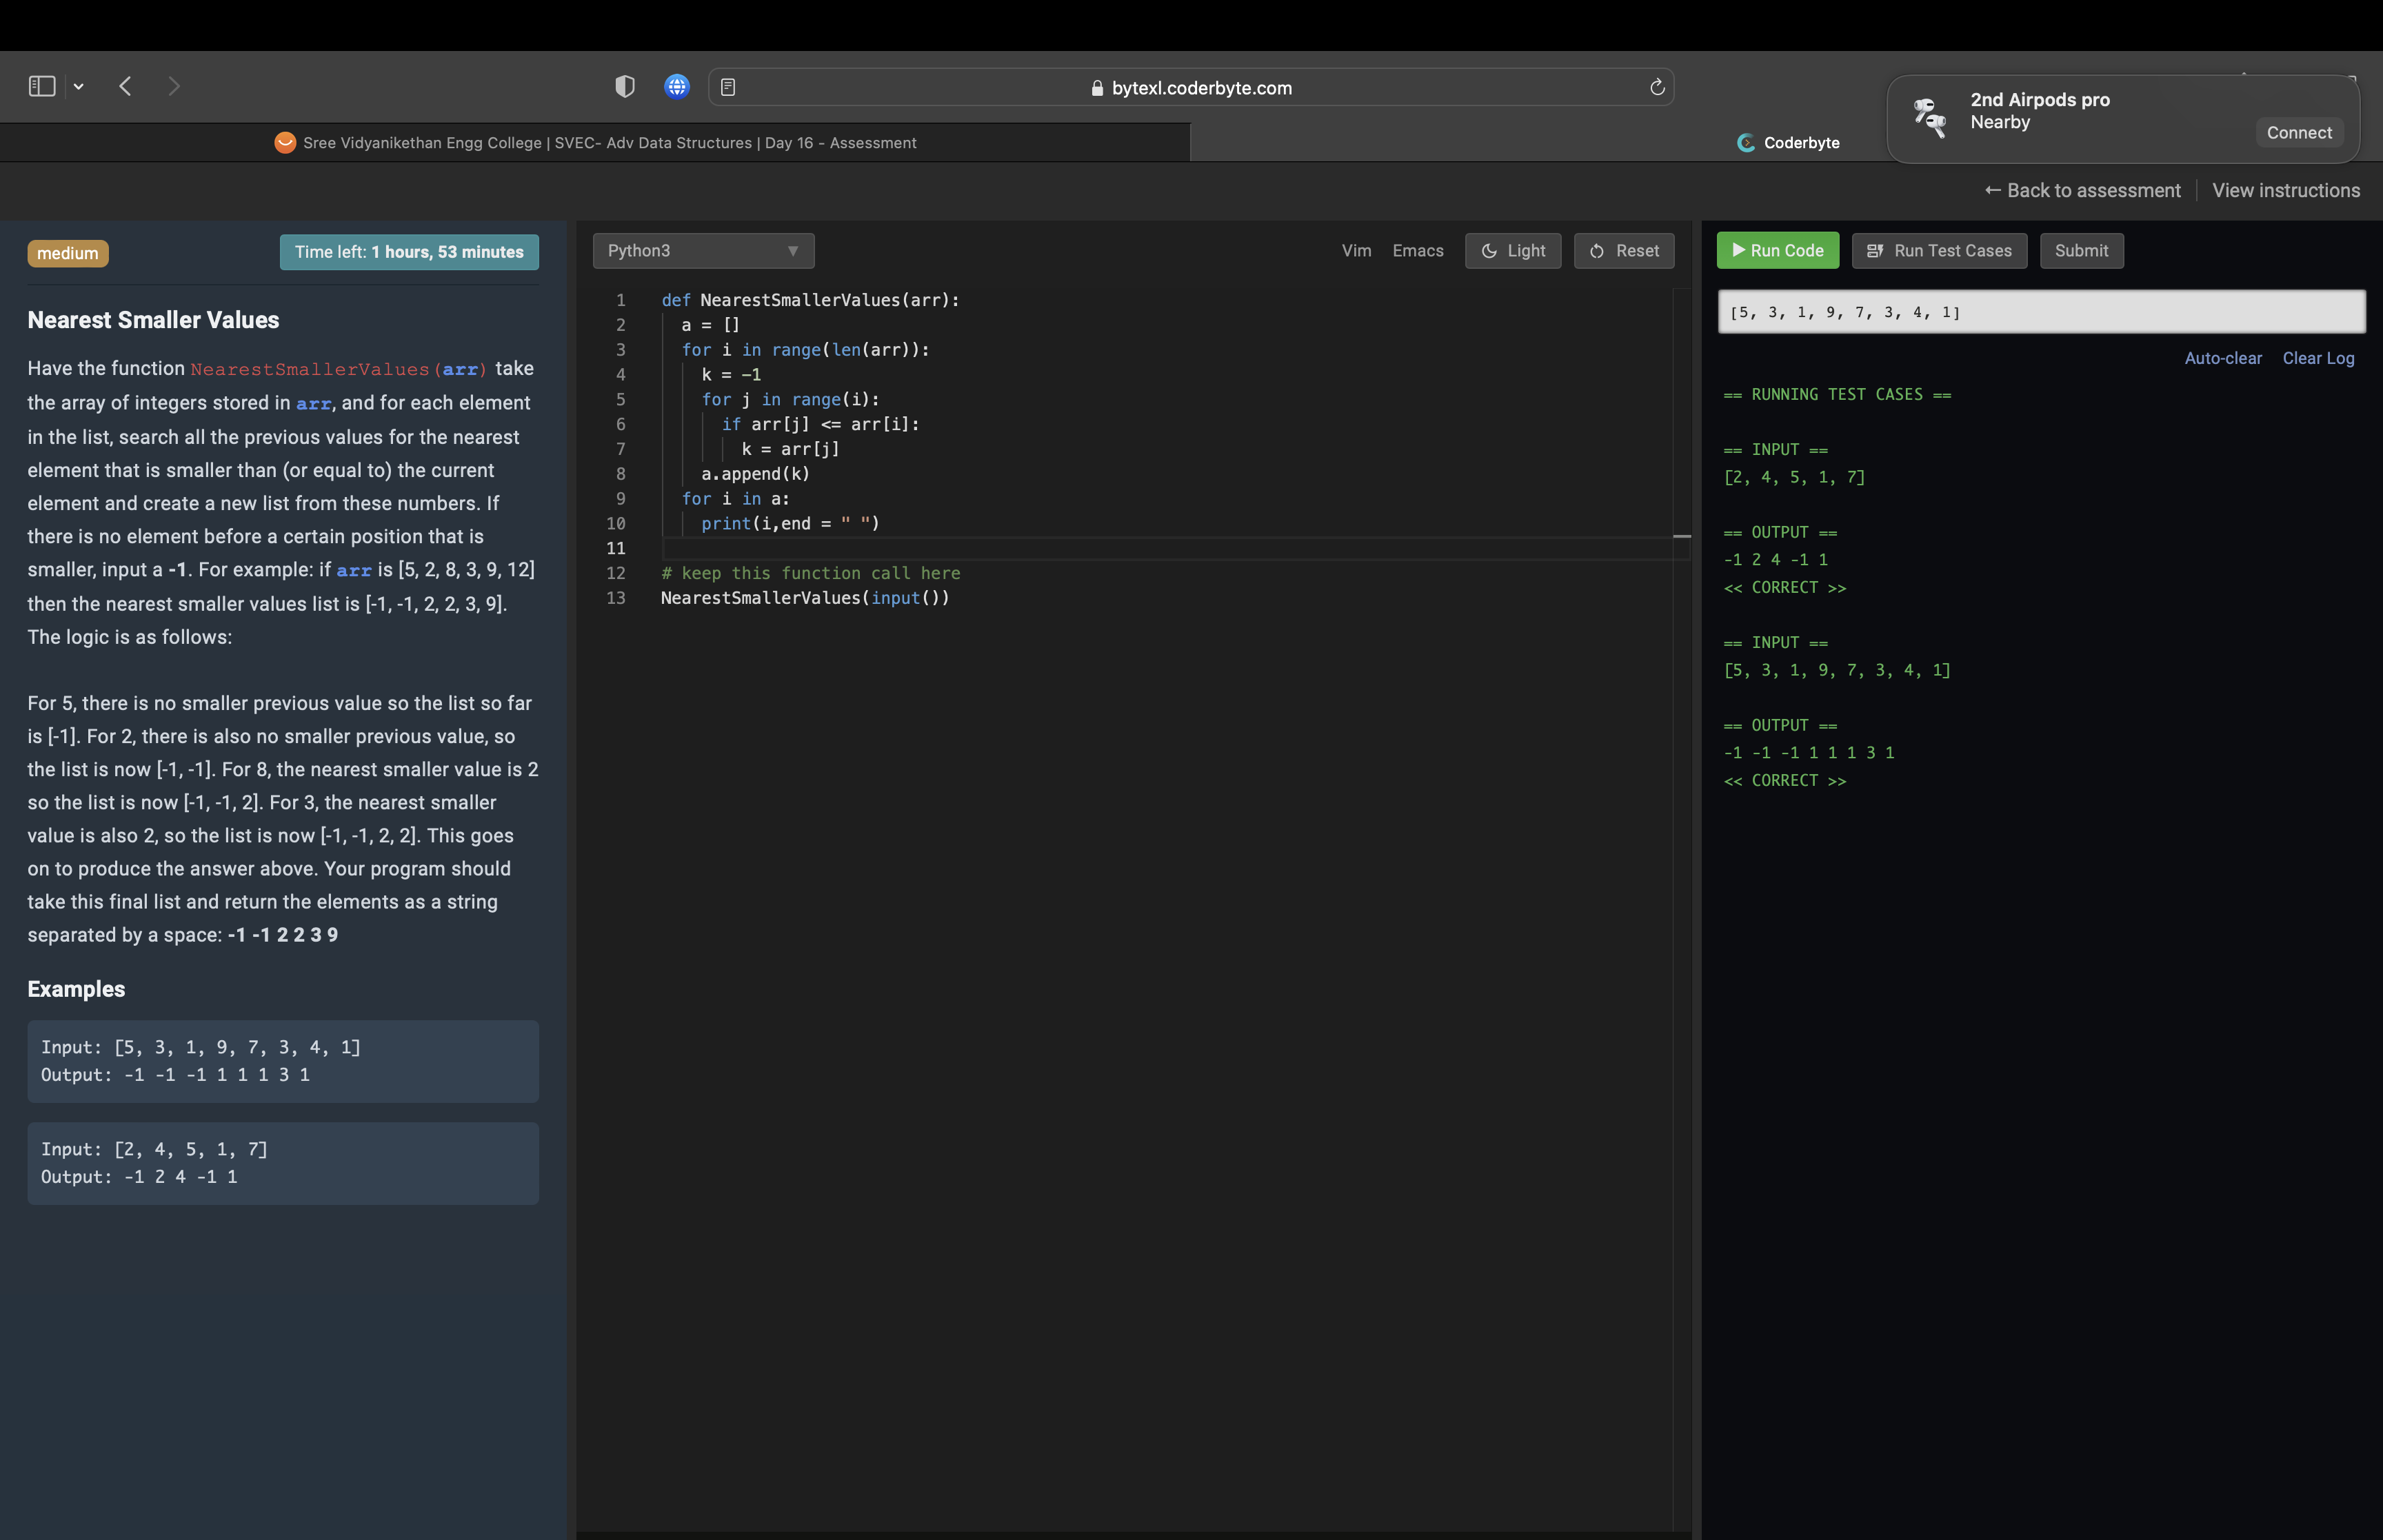 bytexl.coderbyte.com
2nd Airpods pro
Nearby
Connect
Sree Vidyanikethan Engg College | SVEC- Adv Data Structures | Day 16 - Assessment
Coderbyte
← Back to assessment
View instructions
medium
Time left: 1 hours, 53 minutes
Nearest Smaller Values
Have the function NearestSmallerValues(arr) take
the array of integers stored in arr, and for each element
in the list, search all the previous values for the nearest
element that is smaller than (or equal to) the current
element and create a new list from these numbers. If
there is no element before a certain position that is
smaller, input a -1. For example: if arr is [5, 2, 8, 3, 9, 12]
then the nearest smaller values list is [-1, -1, 2, 2, 3, 9].
The logic is as follows:
For 5, there is no smaller previous value so the list so far
is [-1]. For 2, there is also no smaller previous value, so
the list is now [-1, -1]. For 8, the nearest smaller value is 2
so the list is now [-1, -1, 2]. For 3, the nearest smaller
value is also 2, so the list is now [-1, -1, 2, 2]. This goes
on to produce the answer above. Your program should
take this final list and return the elements as a string
separated by a space: -1 -1 2 2 3 9
Examples
Input: [5, 3, 1, 9, 7, 3, 4, 1]
Output: -1 -1 -1 1 1 1 3 1
Input: [2, 4, 5, 1, 7]
Output: -1 2 4 -1 1
Python3
Vim
Emacs
Light
Reset
1 def NearestSmallerValues(arr):
2 a = []
3 for i in range(len(arr)):
4 k = -1
5 for j in range(i):
6 if arr[j] <= arr[i]:
7 k = arr[j]
8 a.append(k)
9 for i in a:
10 print(i,end = " ")
11
12 # keep this function call here
13 NearestSmallerValues(input())
Run Code
Run Test Cases
Submit
[5, 3, 1, 9, 7, 3, 4, 1]
Auto-clear
Clear Log
== RUNNING TEST CASES ==
== INPUT ==
[2, 4, 5, 1, 7]
== OUTPUT ==
-1 2 4 -1 1
<< CORRECT >>
== INPUT ==
[5, 3, 1, 9, 7, 3, 4, 1]
== OUTPUT ==
-1 -1 -1 1 1 1 3 1
<< CORRECT >>